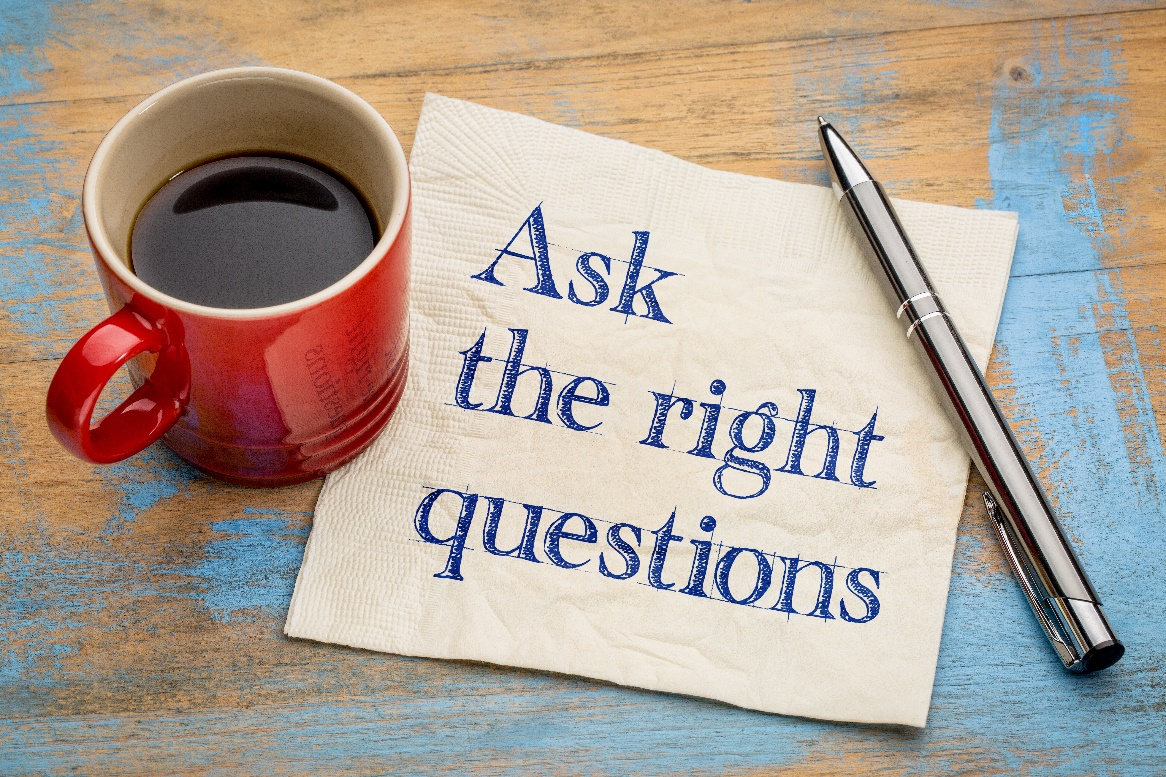 Ask
the right
questions